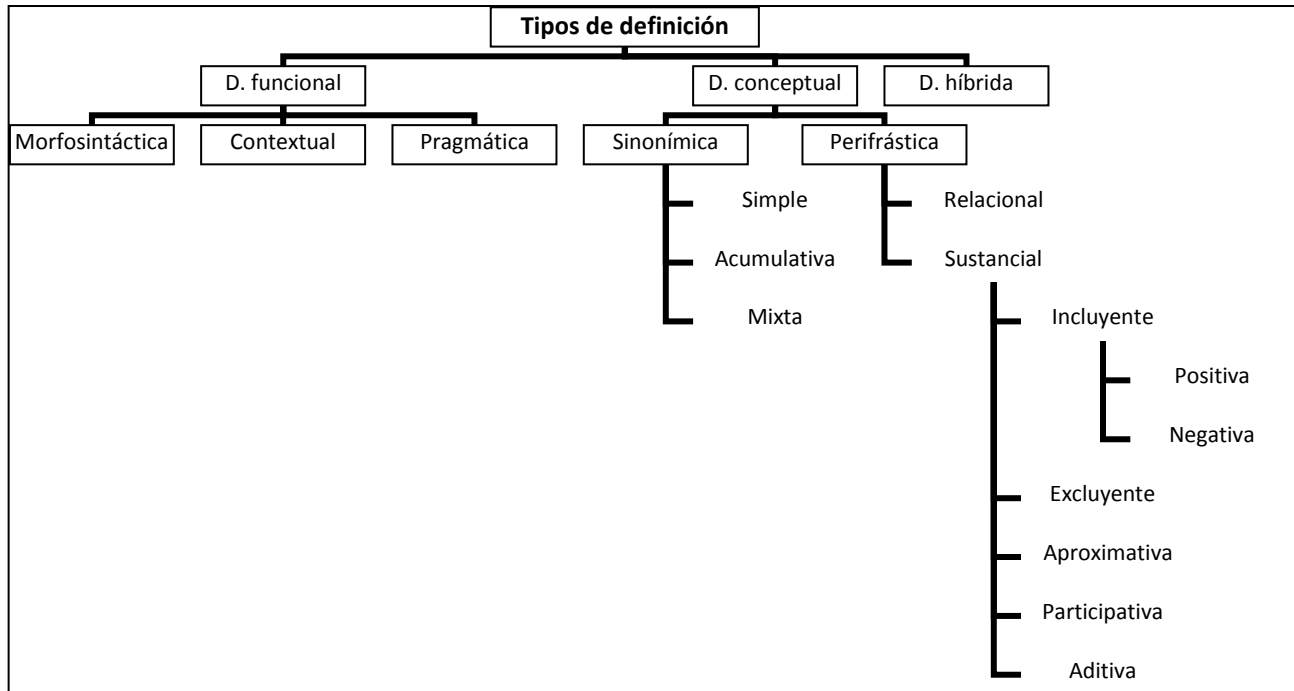 Tipos de definición
D. funcional D. conceptual D. híbrida
Morfosintáctica Contextual Pragmática Sinonímica Perifrástica
Simple Relacional
Acumulativa Sustancial
Mixta Incluyente
Positiva
Negativa
Excluyente
Aproximativa
Participativa
Aditiva